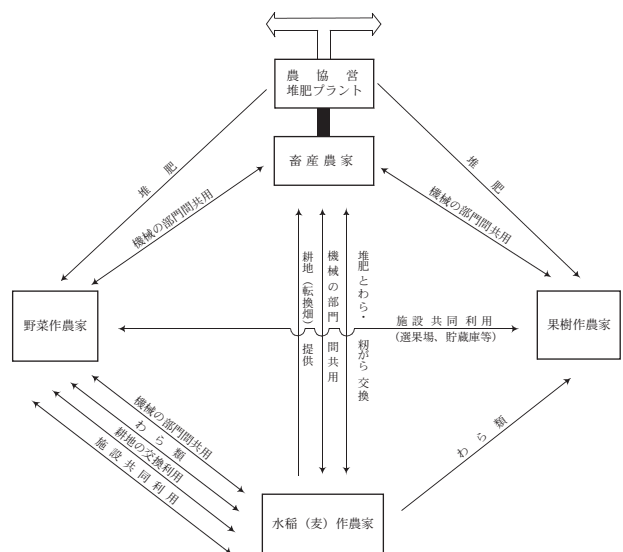 農協営
堆肥プラント
畜産農家
堆肥
機械の部門間共用
堆肥
機械の部門間共用
耕地（転換畑）提供
機械の部門間共用
堆肥とわら・籾がら交換
野菜作農家
施設共同利用
（選果場、貯蔵庫等）
果樹作農家
機械の部門間共用
わら類
耕地の交換利用
施設共同利用
わら類
水稲（麦）作農家